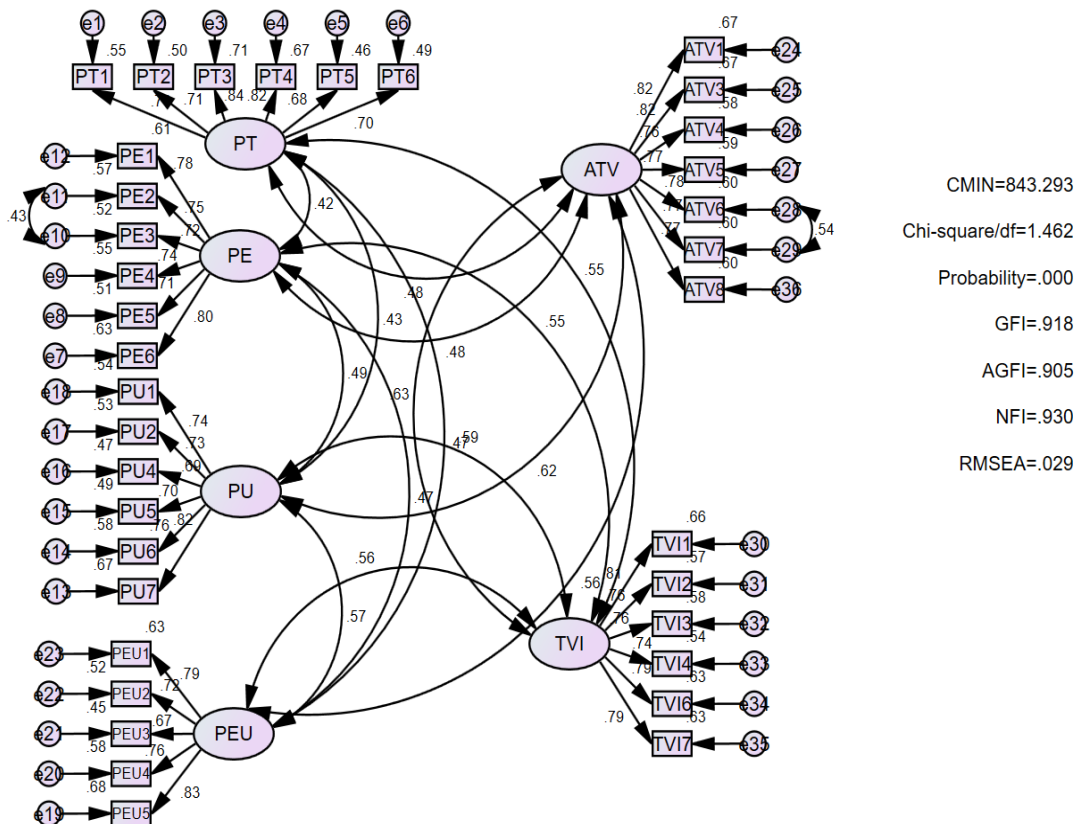 e1 e2 e3 e4 e5 e6
.55 .50 .71 .67 .46 .49
PT1 PT2 PT3 PT4 PT5 PT6
.71 .84 .82 .68
.61 .70
PT
e12 PE1
.57 .78
e11 PE2
.43 .52 .75
e10 PE3
.55 .72
e9 PE4 .74
.51 .71
e8 PE5
.63 .80
e7 PE6
PE
.54
e18 PU1
.53 .74
e17 PU2
.47 .73
e16 PU4 .69
.49 .70
e15 PU5
.58 .76 .82
e14 PU6
.67
e13 PU7
PU
.63
e23 PEU1
.52 .79
e22 PEU2 .72
.45
e21 PEU3 .67
.58 .76
e20 PEU4
.68 .83
e19 PEU5
PEU
.42
.55
.48
.43
.55
.48
.49
.63
.47
.59
.62
.47
.56
.56
.57
.67
ATV1 e24
.82 .67
ATV3 e25
.82 .58
ATV4 e26
.76 .59
ATV5 e27
.77 .60
.78 ATV6 e28
.77 .60 .54
ATV7 e29
.77 .60
ATV8 e36
ATV
.66
TVI1 e30
.81 .57
TVI2 e31
.76 .58
TVI3 e32
.76 .54
.74 TVI4 e33
.79 .63
TVI6 e34
.79 .63
TVI7 e35
TVI
CMIN=843.293
Chi-square/df=1.462
Probability=.000
GFI=.918
AGFI=.905
NFI=.930
RMSEA=.029